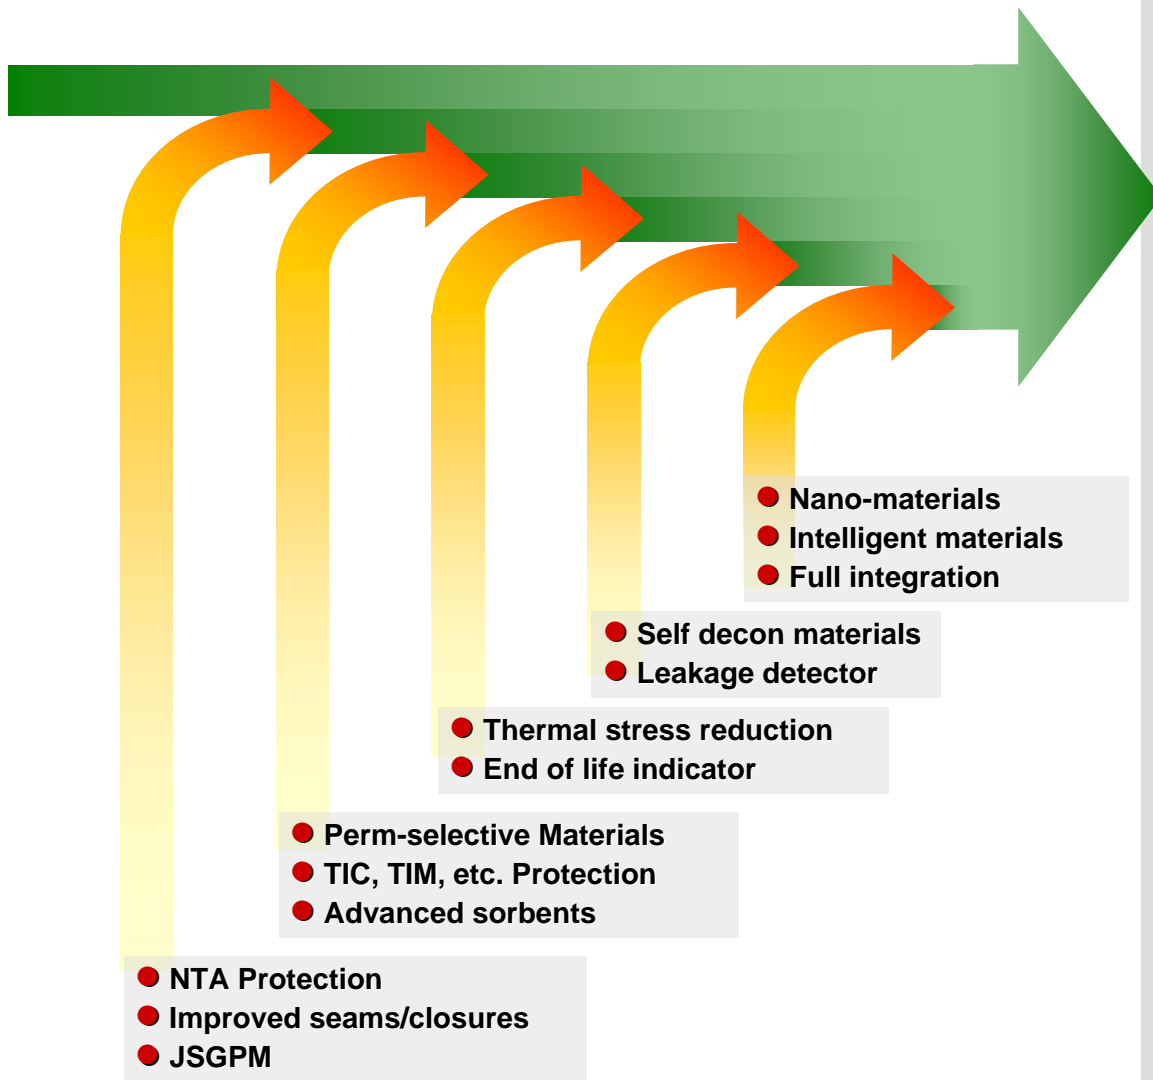 Nano-materials
Intelligent materials
Full integration
Self decon materials
Leakage detector
Thermal stress reduction
End of life indicator
Perm-selective Materials
TIC, TIM, etc. Protection
Advanced sorbents
NTA Protection
Improved seams/closures
JSGPM